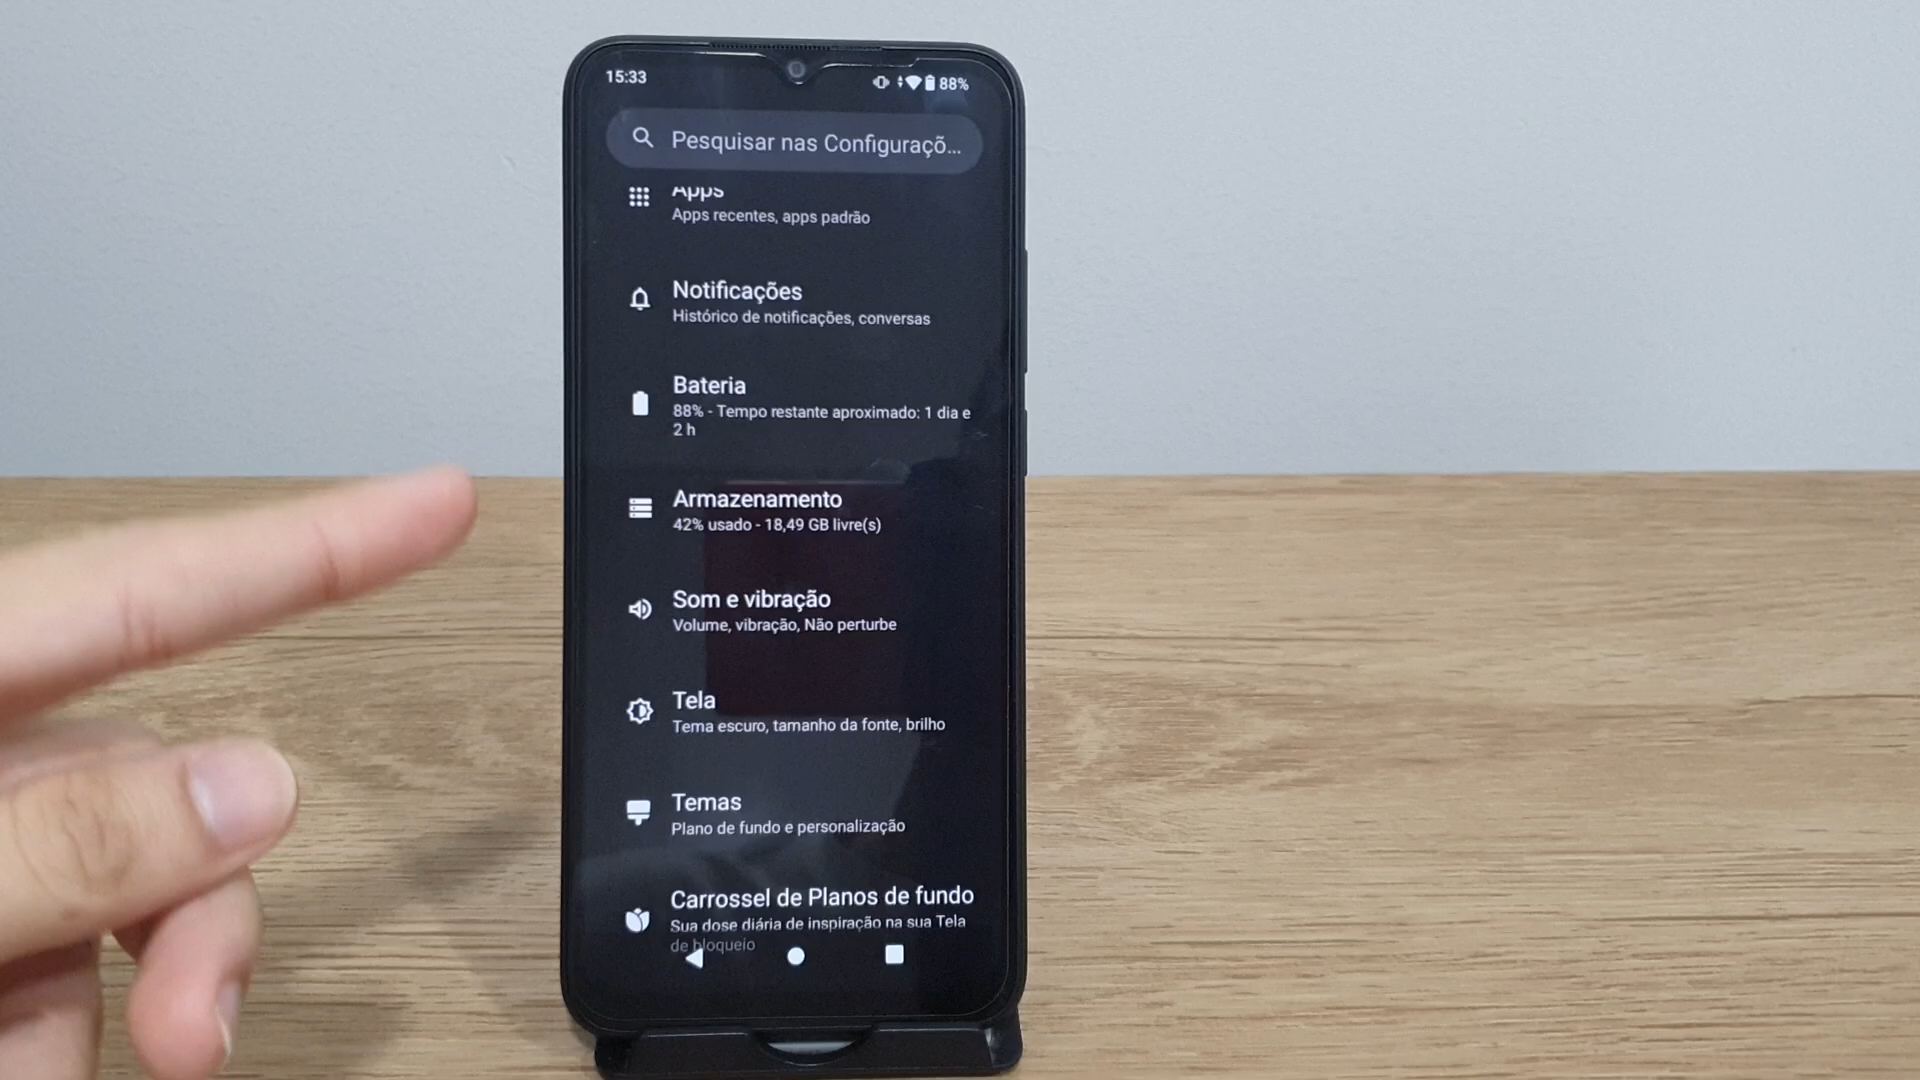 15:33
88%
Pesquisar nas Configuraçõ...
Apps
Apps recentes, apps padrão
Notificações
Histórico de notificações, conversas
Bateria
88% - Tempo restante aproximado: 1 dia e
2 h
Armazenamento
42% usado - 18,49 GB livre(s)
Som e vibração
Volume, vibração, Não perturbe
Tela
Tema escuro, tamanho da fonte, brilho
Temas
Plano de fundo e personalização
Carrossel de Planos de fundo
Sua dose diária de inspiração na sua Tela
de bloqueio